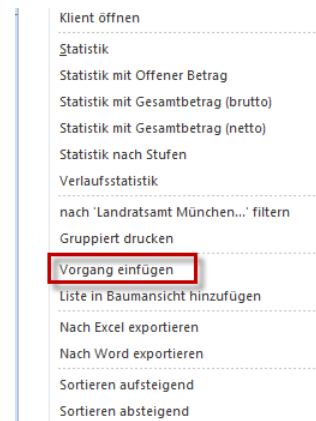 Klient öffnen
Statistik
Statistik mit Offener Betrag
Statistik mit Gesamtbetrag (brutto)
Statistik mit Gesamtbetrag (netto)
Statistik nach Stufen
Verlaufsstatistik
nach 'Landratsamt München...' filtern
Gruppiert drucken
Vorgang einfügen
Liste in Baumansicht hinzufügen
Nach Excel exportieren
Nach Word exportieren
Sortieren aufsteigend
Sortieren absteigend